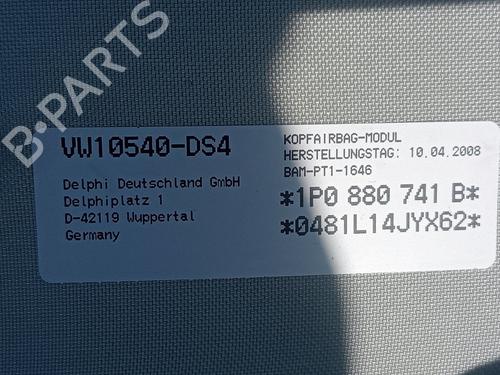 B-PARTS
VW10540-DS4
Delphi Deutschland GmbH
Delphiplatz 1
D-42119 Wuppertal
Germany
KOPFAIRBAG-MODUL
HERSTELLUNGSTAG: 10.04.2008
BAM-PT1-1646
*1P0 880 741 B*
*0481L14JYX62*